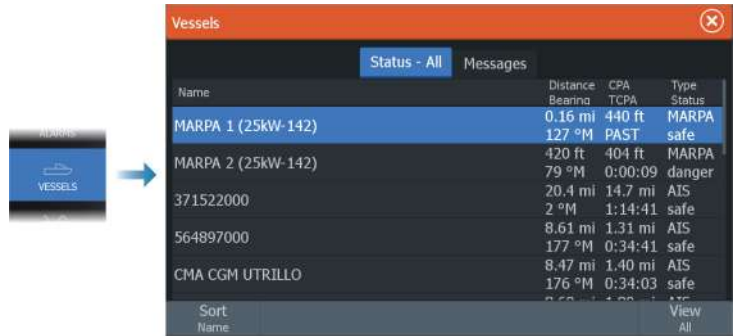 Vessels
Status - All Messages
Name Distance CPA Type
Bearing TCPA Status
MARPA 1 (25kW-142) 0.16 mi 440 ft MARPA
127 °M PAST safe
MARPA 2 (25kW-142) 420 ft 404 ft MARPA
79 °M 0:00:09 danger
371522000 20.4 mi 14.7 mi AIS
2 °M 1:14:41 safe
564897000 8.61 mi 1.31 mi AIS
177 °M 0:34:41 safe
CMA CGM UTRILLO 8.47 mi 1.40 mi AIS
176 °M 0:34:03 safe
Sort View
Name All
ALARMS
VESSELS